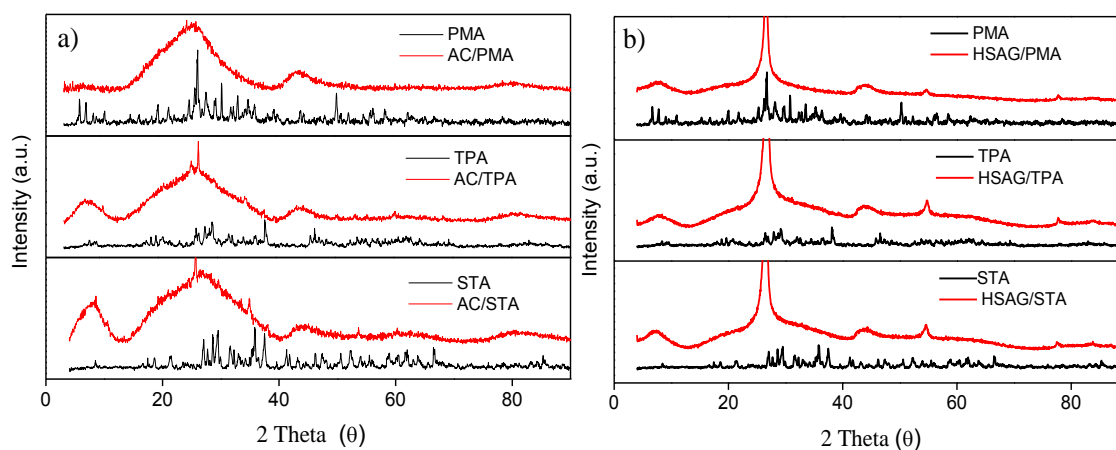 a)
PMA
AC/PMA
TPA
AC/TPA
STA
AC/STA
Intensity (a.u.)
0 20 40 60 80
2 Theta (θ)
b)
PMA
HSAG/PMA
TPA
HSAG/TPA
STA
HSAG/STA
Intensity (a.u.)
0 20 40 60 80
2 Theta (θ)